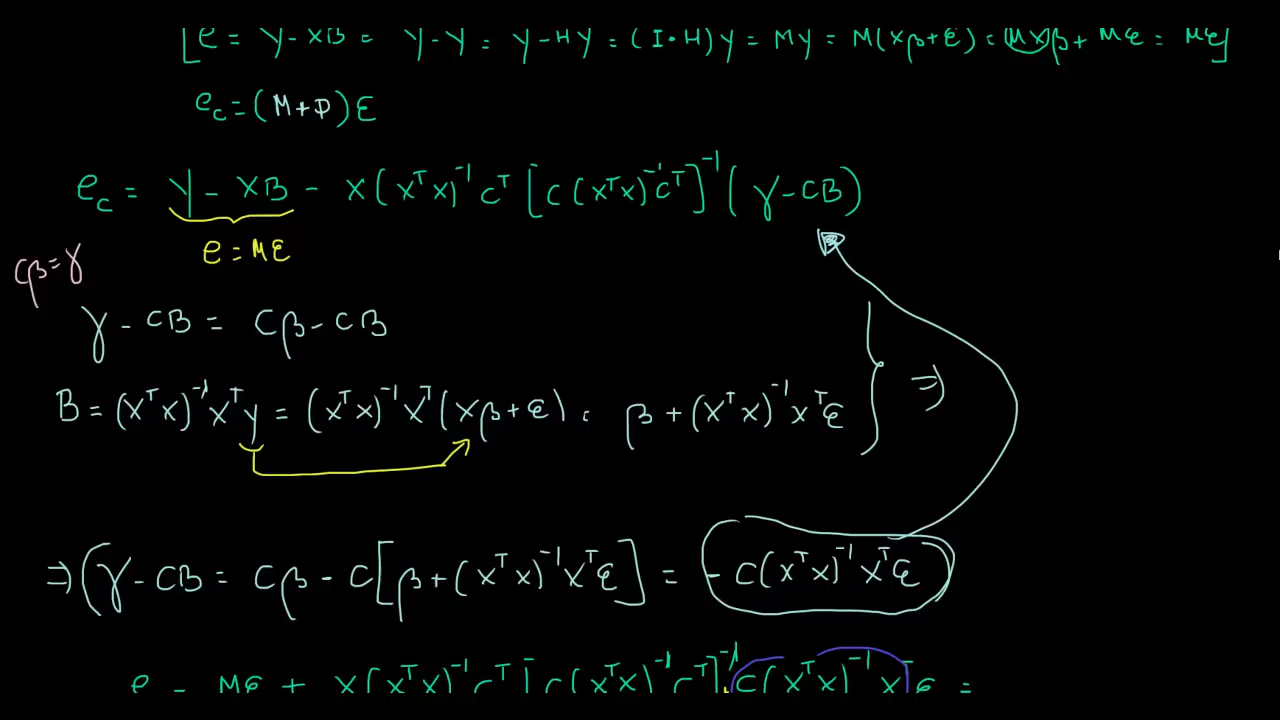 [e = y - XB = y - y = y - Hy = (I - H)y = My = M(Xβ + ε) = (MX)β + Mε = Mε]
e_c = (M + P)ε
e_c = y - XB - X(XᵀX)⁻¹Cᵀ[C(XᵀX)⁻¹Cᵀ]⁻¹(γ - CB)
e = Mε
Cβ = γ
γ - CB = Cβ - CB
B = (XᵀX)⁻¹Xᵀy = (XᵀX)⁻¹Xᵀ(Xβ + ε) = β + (XᵀX)⁻¹Xᵀε } ⇒
⇒ (γ - CB = Cβ - C[β + (XᵀX)⁻¹Xᵀε] = - C(XᵀX)⁻¹Xᵀε)
e = Mε + X(XᵀX)⁻¹Cᵀ[C(XᵀX)⁻¹Cᵀ]⁻¹C(XᵀX)⁻¹Xᵀε =